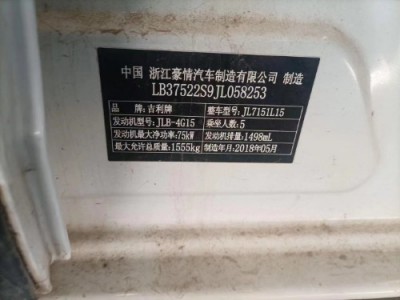 中国 浙江豪情汽车制造有限公司 制造
LB37522S9JL058253
品 牌:吉利牌 整车型号:JL7151L15
发动机型号:JLB-4G15 乘坐人数:5
发动机最大净功率:75kW 发动机排量:1498mL
最大允许总质量:1555kg 制造年月:2018年05月